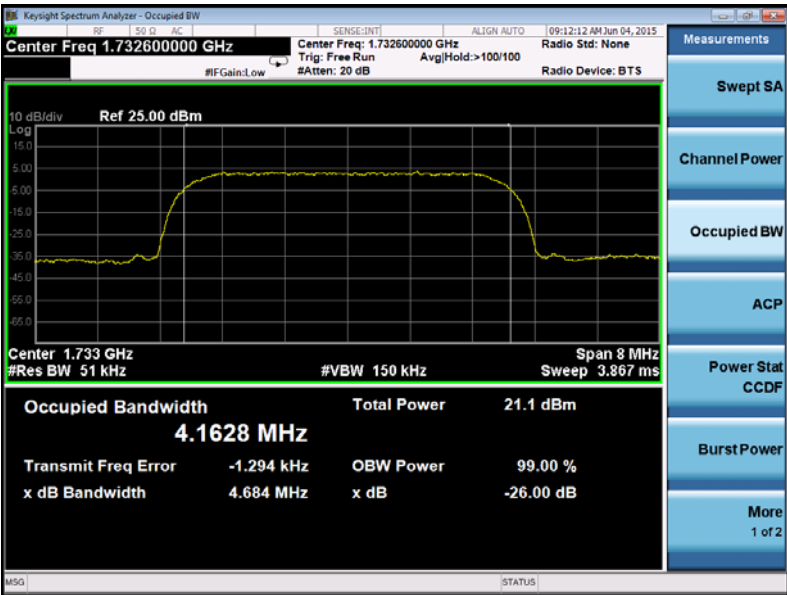 Keysight Spectrum Analyzer - Occupied BW
RF 50 Ω AC SENSE:INT ALIGN AUTO 09:12:12 AM Jun 04, 2015
Center Freq 1.732600000 GHz
Center Freq: 1.732600000 GHz
Radio Std: None
Trig: Free Run Avg|Hold:>100/100
#IFGain:Low #Atten: 20 dB Radio Device: BTS
10 dB/div Ref 25.00 dBm
Log
15.0
5.00
-5.00
-15.0
-25.0
-35.0
-45.0
-55.0
-65.0
Center 1.733 GHz Span 8 MHz
#Res BW 51 kHz #VBW 150 kHz Sweep 3.867 ms
Occupied Bandwidth Total Power 21.1 dBm
4.1628 MHz
Transmit Freq Error -1.294 kHz OBW Power 99.00 %
x dB Bandwidth 4.684 MHz x dB -26.00 dB
MSG STATUS
Measurements
Swept SA
Channel Power
Occupied BW
ACP
Power Stat
CCDF
Burst Power
More
1 of 2